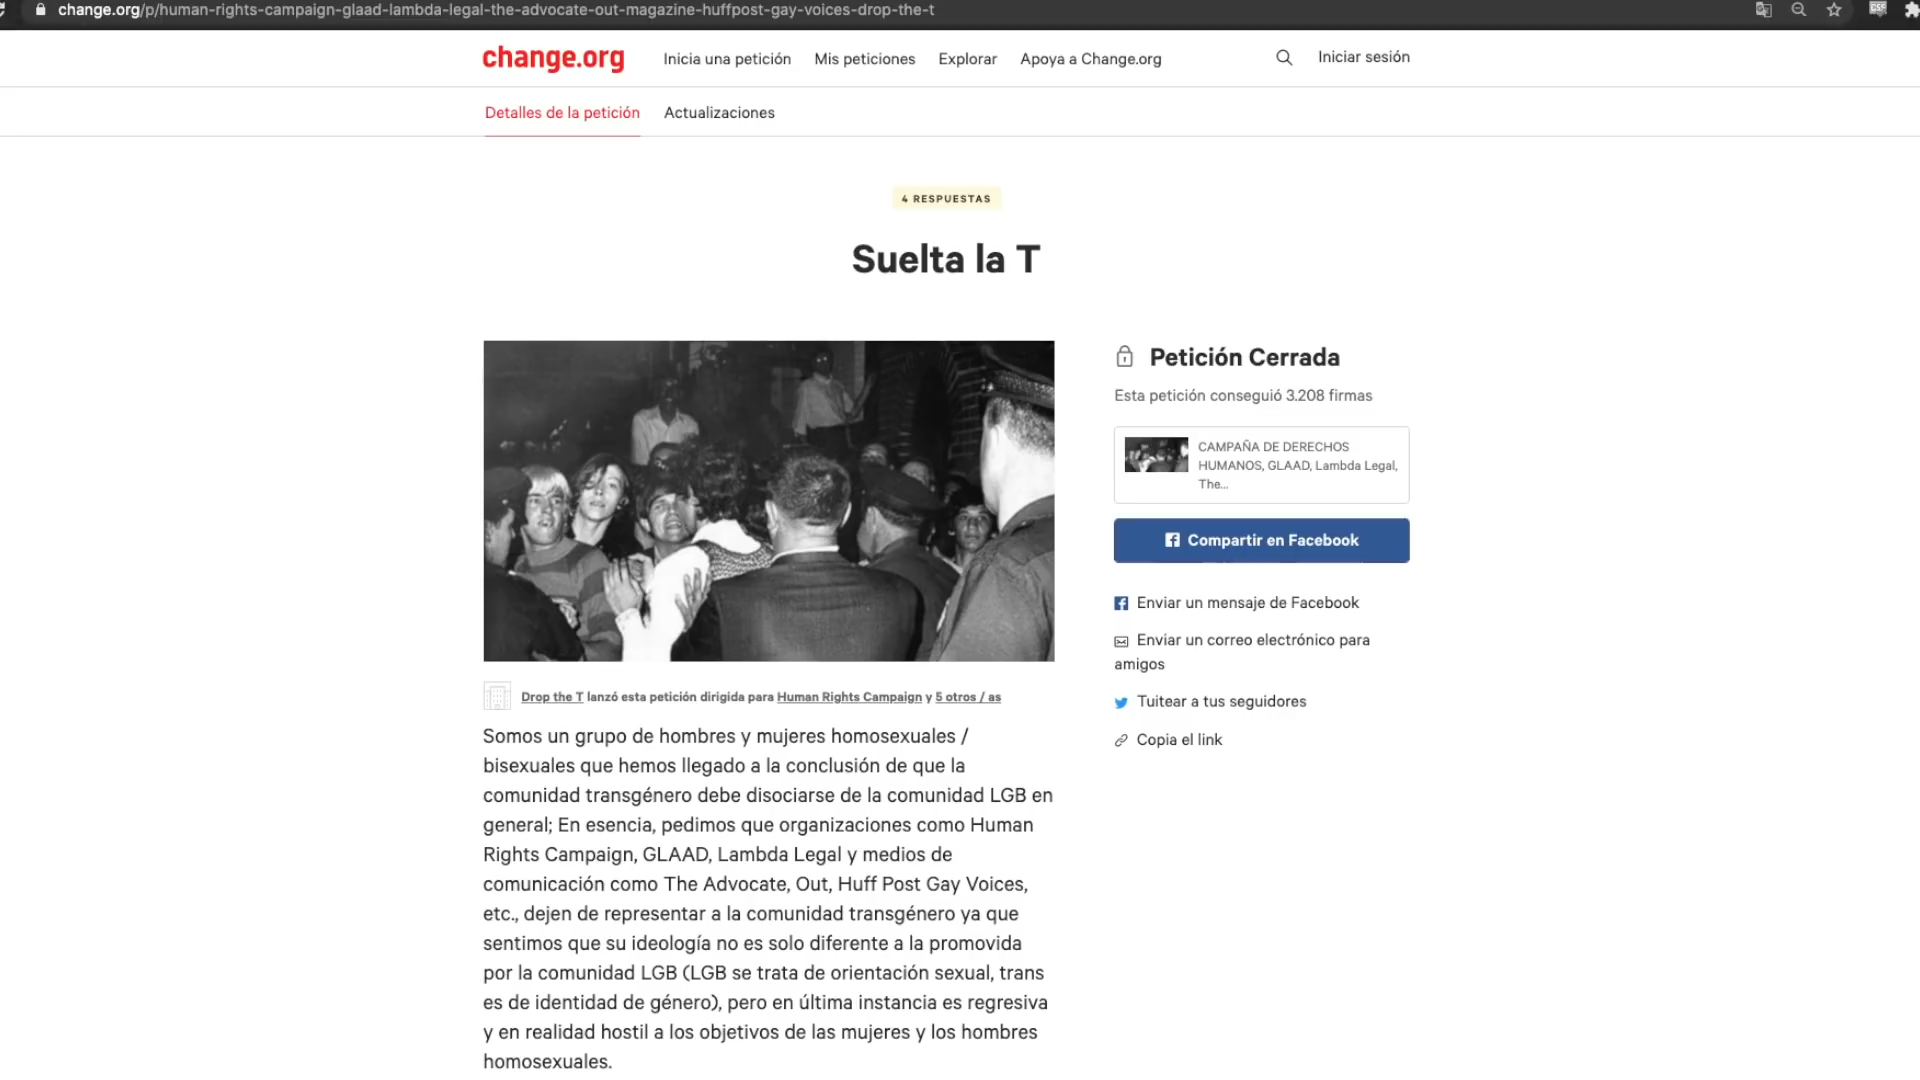 change.org/p/human-rights-campaign-glaad-lambda-legal-the-advocate-out-magazine-huffpost-gay-voices-drop-the-t
change.org
Inicia una petición
Mis peticiones
Explorar
Apoya a Change.org
Iniciar sesión
Detalles de la petición
Actualizaciones
4 RESPUESTAS
Suelta la T
Drop the T lanzó esta petición dirigida para Human Rights Campaign y 5 otros / as
Somos un grupo de hombres y mujeres homosexuales /
bisexuales que hemos llegado a la conclusión de que la
comunidad transgénero debe disociarse de la comunidad LGB en
general; En esencia, pedimos que organizaciones como Human
Rights Campaign, GLAAD, Lambda Legal y medios de
comunicación como The Advocate, Out, Huff Post Gay Voices,
etc., dejen de representar a la comunidad transgénero ya que
sentimos que su ideología no es solo diferente a la promovida
por la comunidad LGB (LGB se trata de orientación sexual, trans
es de identidad de género), pero en última instancia es regresiva
y en realidad hostil a los objetivos de las mujeres y los hombres
homosexuales.
Petición Cerrada
Esta petición consiguió 3.208 firmas
CAMPAÑA DE DERECHOS
HUMANOS, GLAAD, Lambda Legal,
The...
Compartir en Facebook
Enviar un mensaje de Facebook
Enviar un correo electrónico para
amigos
Tuitear a tus seguidores
Copia el link